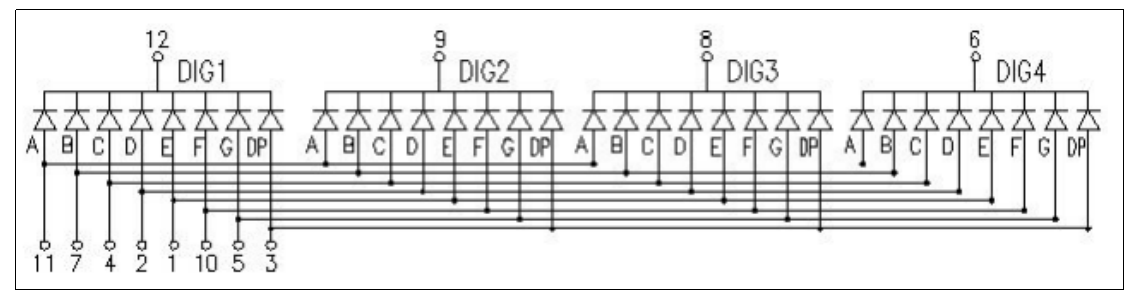 12 9 8 6
DIG1 DIG2 DIG3 DIG4
A B C D E F G DP A B C D E F G DP A B C D E F G DP A B C D E F G DP
11 7 4 2 1 10 5 3